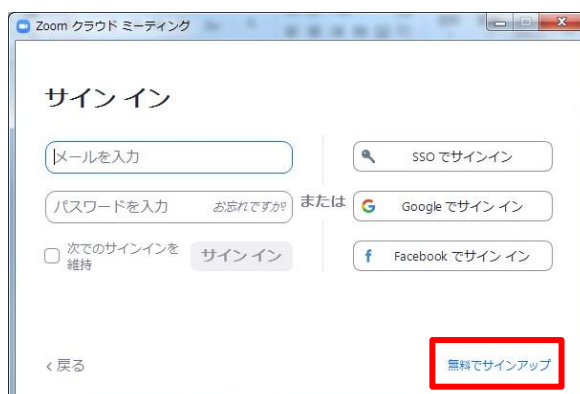 Zoom クラウド ミーティング
サイン イン
メールを入力
パスワードを入力 お忘れですか?
次でのサインインを
維持
サイン イン
または
SSO でサインイン
Google でサイン イン
Facebook でサイン イン
‹ 戻る
無料でサインアップ